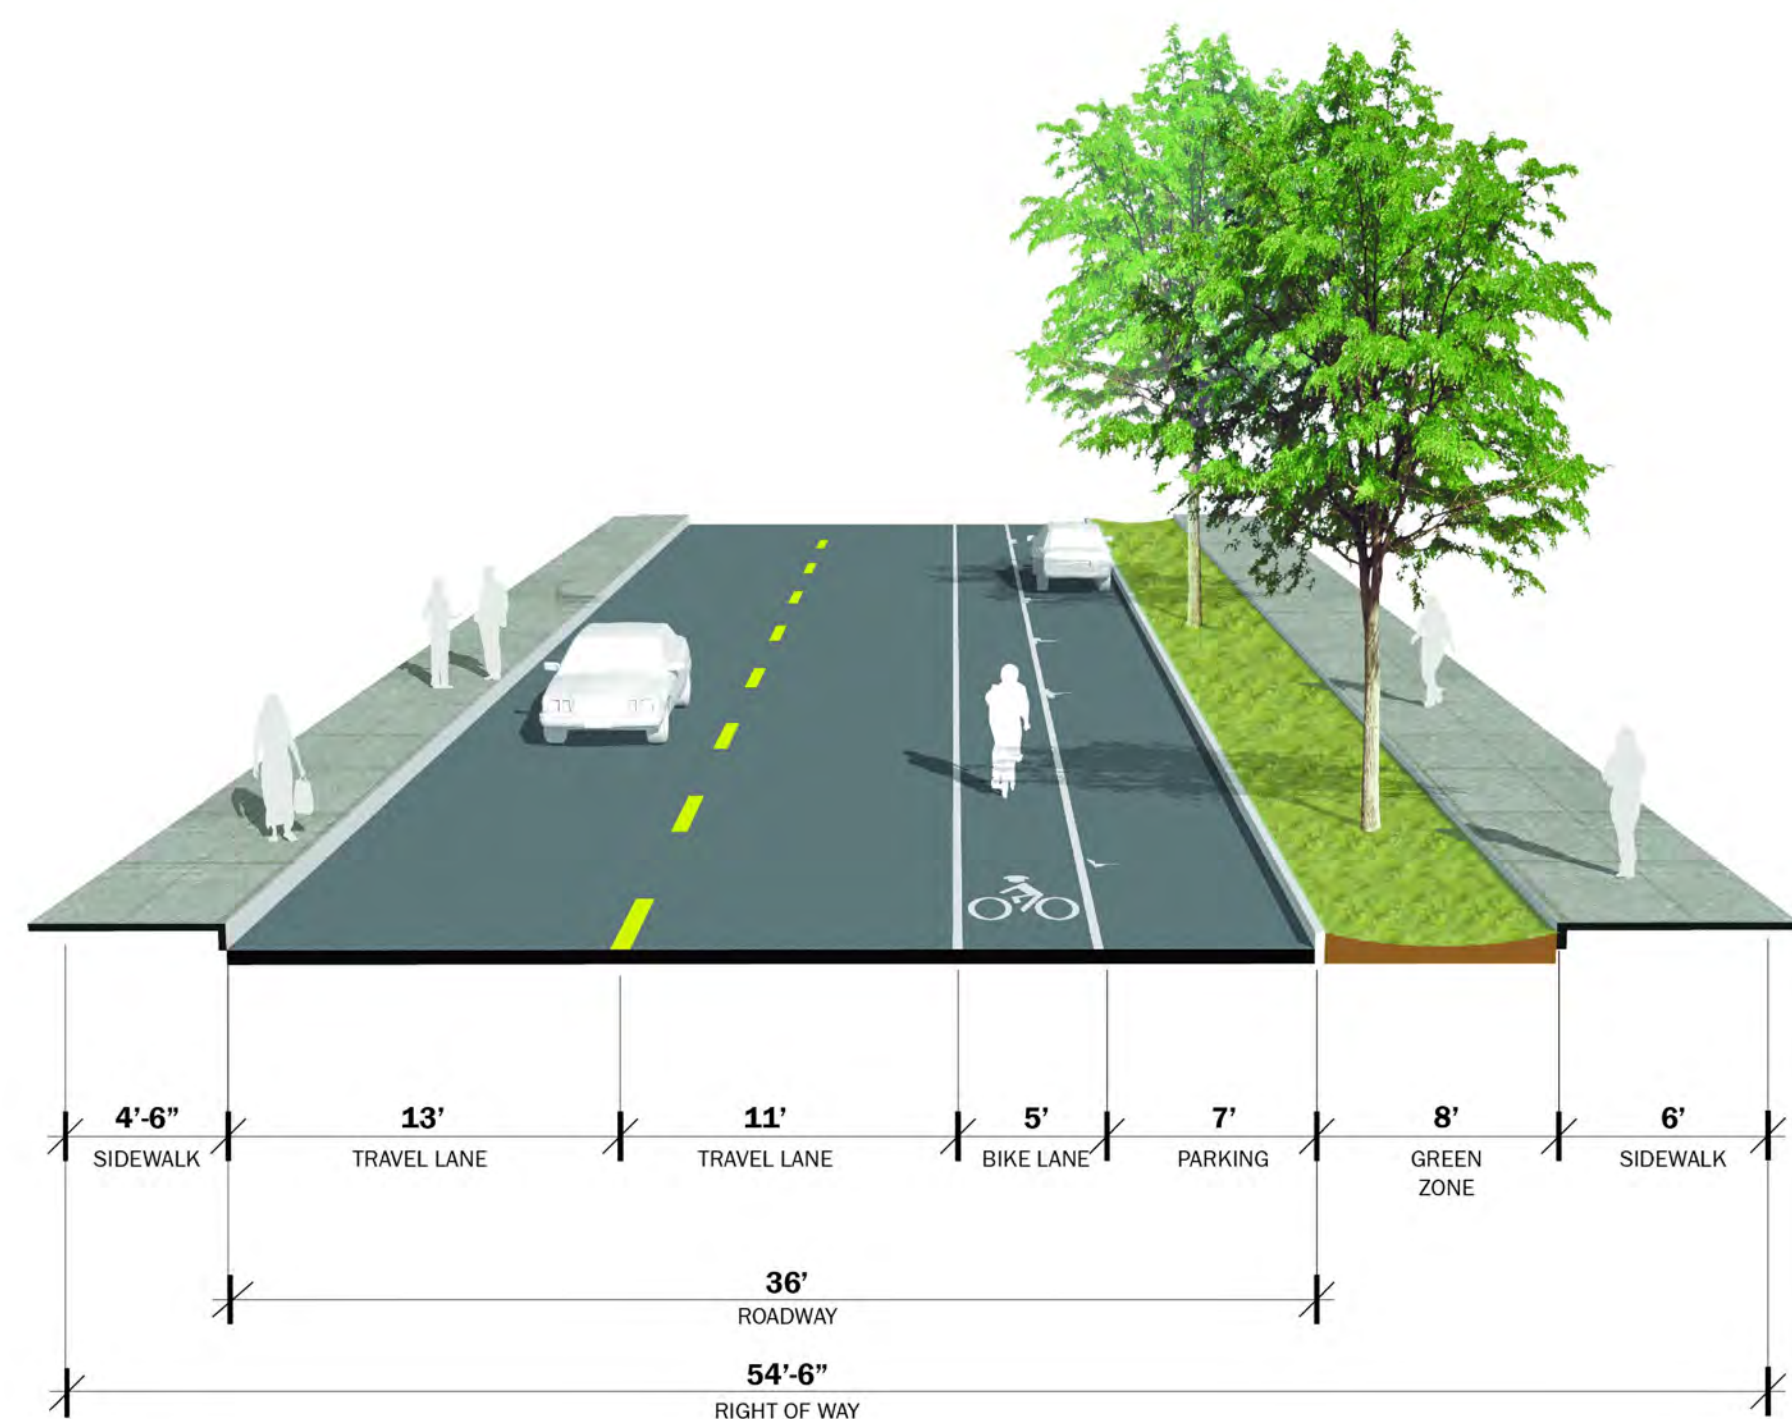 4’-6” 13’ 11’ 5’ 7’ 8’ 6’
SIDEWALK TRAVEL LANE TRAVEL LANE BIKE LANE PARKING GREEN SIDEWALK
ZONE
36’
ROADWAY
54’-6”
RIGHT OF WAY